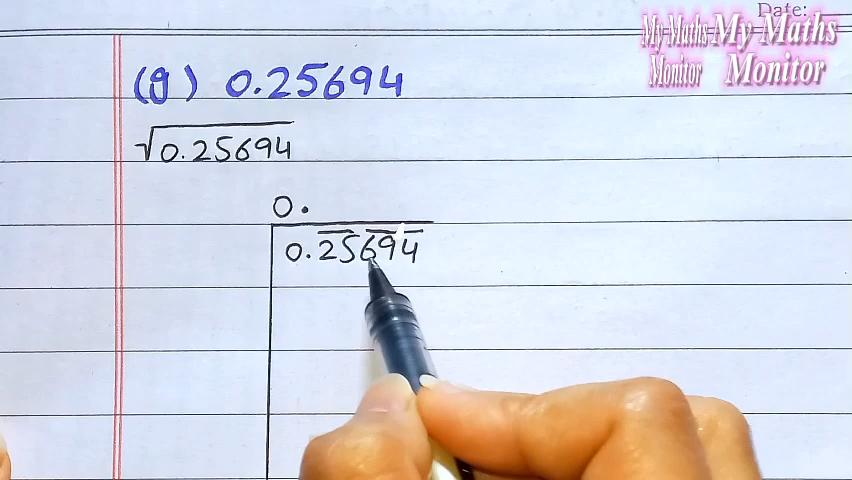 Date:
My Maths My Maths
Monitor Monitor
(g) 0.25694
√0.25694
0.
0.25694